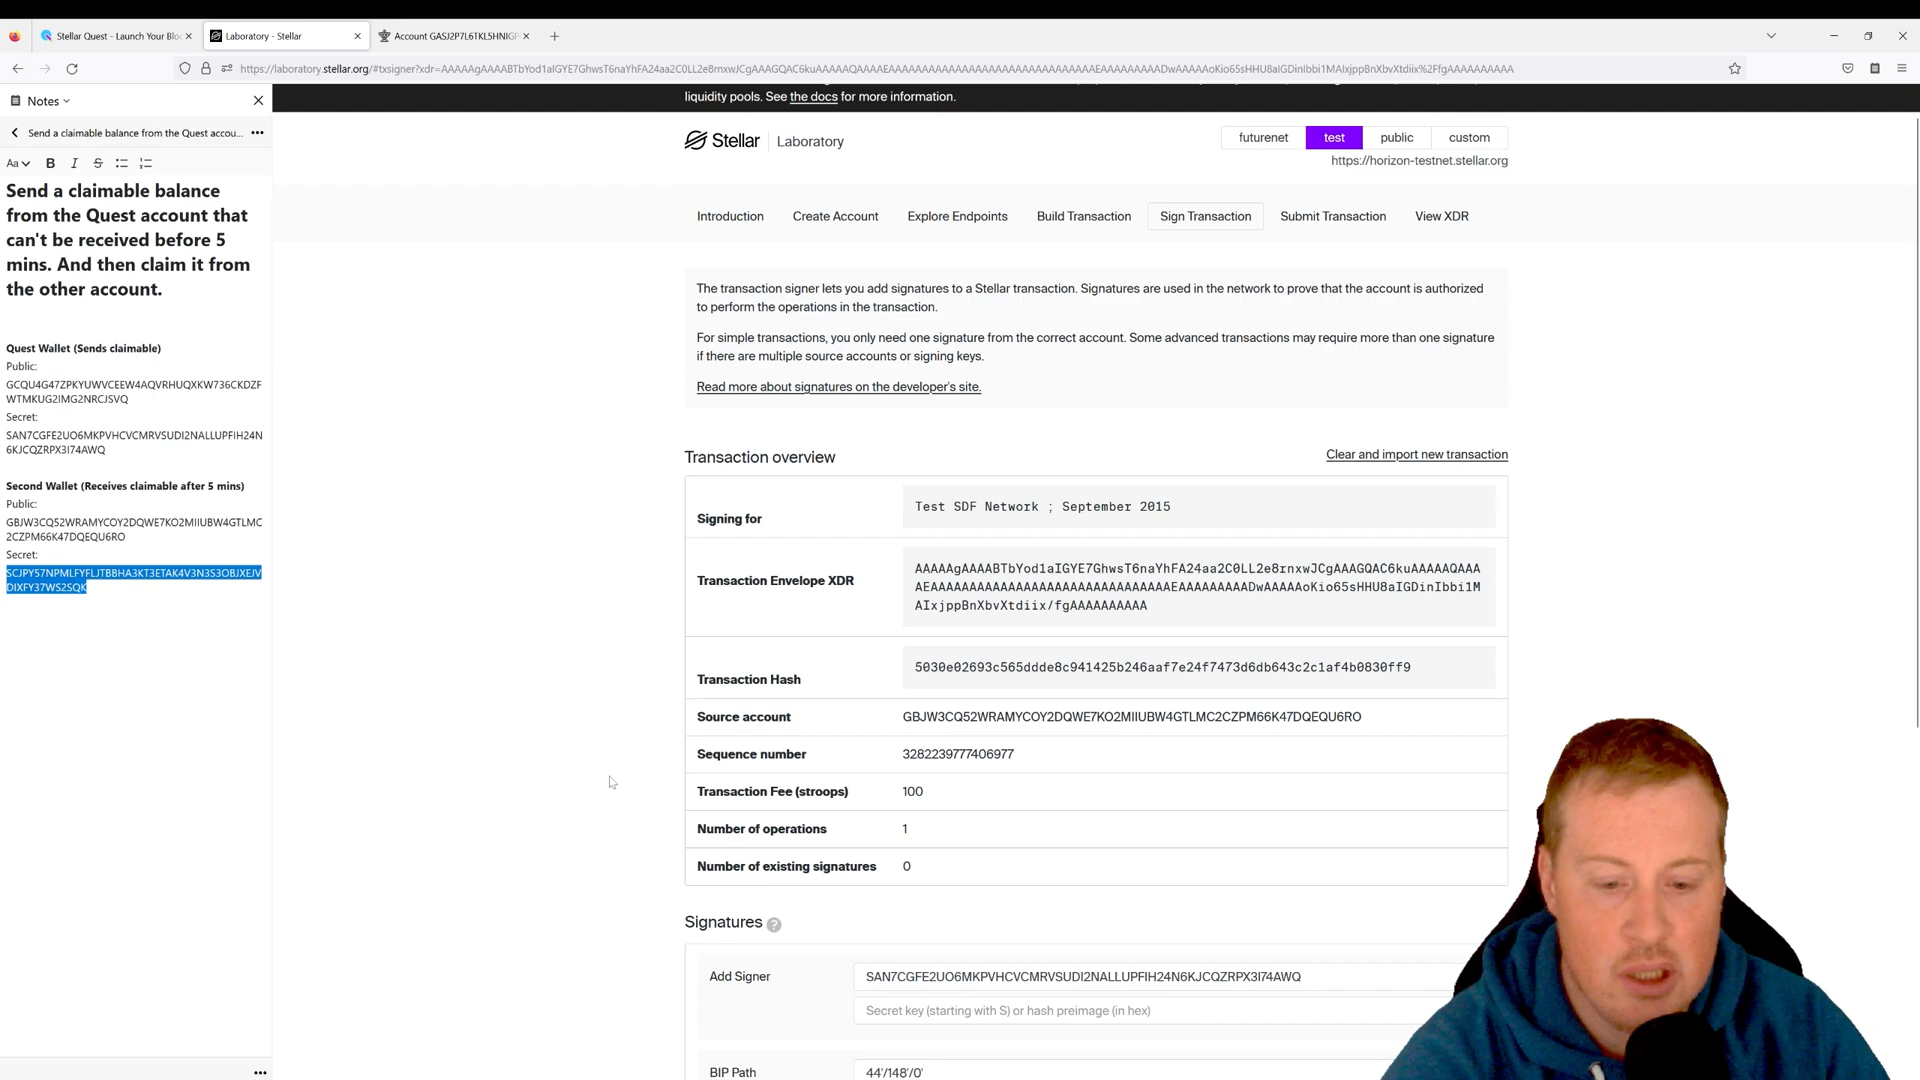 Stellar Quest - Launch Your Bloc
Laboratory - Stellar
Account GASJ2P7L6TKL5HNIGP
https://laboratory.stellar.org/#txsigner?xdr=AAAAAgAAAABTbYod1aIGYE7GhwsT6naYhFA24aa2C0LL2e8rnxwJCgAAAGQAC6kuAAAAAQAAAAEAAAAAAAAAAAAAAAAAAAAAAAAAAAAAAAEAAAAAAAAADwAAAAAoKio65sHHU8aIGDinIbbi1MAIxjppBnXbvXtdiix%2FfgAAAAAAAAAA
Notes
Send a claimable balance from the Quest accou...
Aa B I S
Send a claimable balance
from the Quest account that
can't be received before 5
mins. And then claim it from
the other account.
Quest Wallet (Sends claimable)
Public:
GCQU4G47ZPKYUWVCEEW4AQVRHUQXKW736CKDZF
WTMKUG2IMG2NRCJSVQ
Secret:
SAN7CGFE2UO6MKPVHCVCMRVSUDI2NALLUPFIH24N
6KJCQZRPX3I74AWQ
Second Wallet (Receives claimable after 5 mins)
Public:
GBJW3CQ52WRAMYCOY2DQWE7KO2MIIUBW4GTLMC
2CZPM66K47DQEQU6RO
Secret:
SCJPY57NPMLFYFLJTBBHA3KT3ETAK4V3N3S3OBJXEJV
DIXFY37WS2SQK
liquidity pools. See the docs for more information.
Stellar Laboratory
futurenet test public custom
https://horizon-testnet.stellar.org
Introduction Create Account Explore Endpoints Build Transaction Sign Transaction Submit Transaction View XDR
The transaction signer lets you add signatures to a Stellar transaction. Signatures are used in the network to prove that the account is authorized
to perform the operations in the transaction.
For simple transactions, you only need one signature from the correct account. Some advanced transactions may require more than one signature
if there are multiple source accounts or signing keys.
Read more about signatures on the developer's site.
Transaction overview
Clear and import new transaction
Signing for
Test SDF Network ; September 2015
Transaction Envelope XDR
AAAAAgAAAABTbYod1aIGYE7GhwsT6naYhFA24aa2C0LL2e8rnxwJCgAAAGQAC6kuAAAAAQAAA
AEAAAAAAAAAAAAAAAAAAAAAAAAAAAAAAAEAAAAAAAAADwAAAAAoKio65sHHU8aIGDinIbbi1M
AIxjppBnXbvXtdiix/fgAAAAAAAAAA
Transaction Hash
5030e02693c565ddde8c941425b246aaf7e24f7473d6db643c2c1af4b0830ff9
Source account
GBJW3CQ52WRAMYCOY2DQWE7KO2MIIUBW4GTLMC2CZPM66K47DQEQU6RO
Sequence number
3282239777406977
Transaction Fee (stroops)
100
Number of operations
1
Number of existing signatures
0
Signatures ?
Add Signer
SAN7CGFE2UO6MKPVHCVCMRVSUDI2NALLUPFIH24N6KJCQZRPX3I74AWQ
Secret key (starting with S) or hash preimage (in hex)
BIP Path
44'/148'/0'